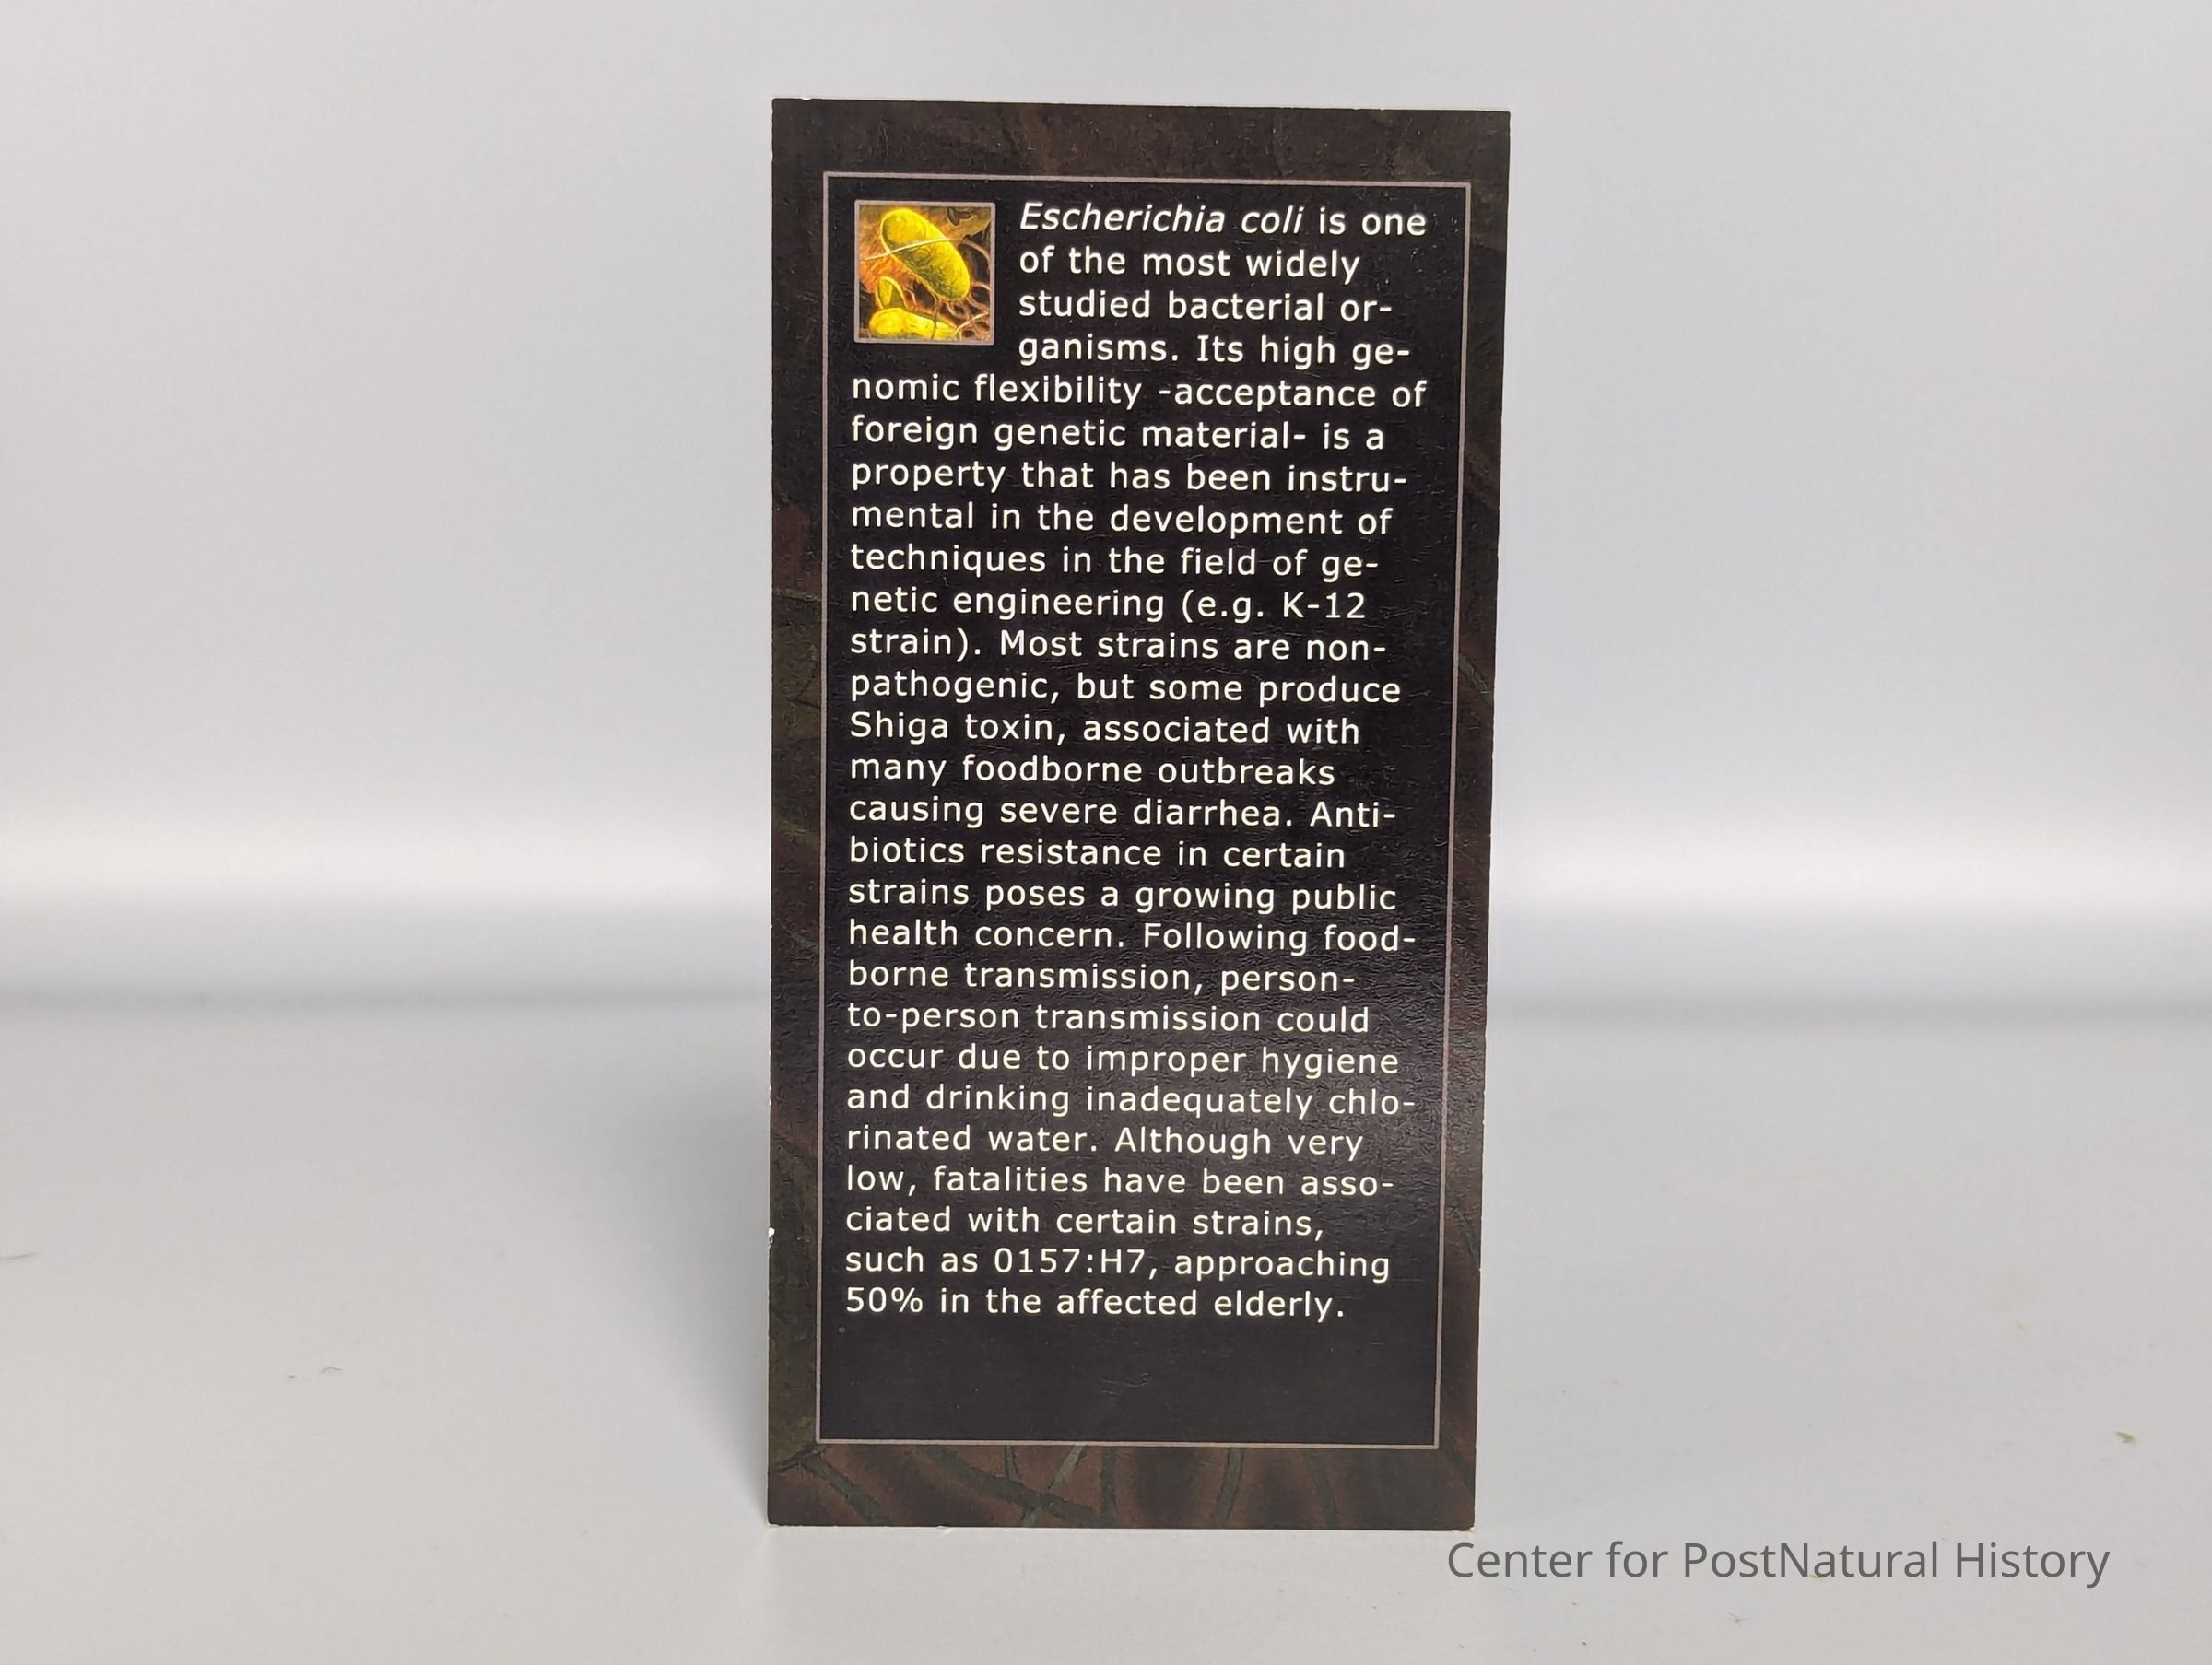 Escherichia coli is one
of the most widely
studied bacterial or-
ganisms. Its high ge-
nomic flexibility -acceptance of
foreign genetic material- is a
property that has been instru-
mental in the development of
techniques in the field of ge-
netic engineering (e.g. K-12
strain). Most strains are non-
pathogenic, but some produce
Shiga toxin, associated with
many foodborne outbreaks
causing severe diarrhea. Anti-
biotics resistance in certain
strains poses a growing public
health concern. Following food-
borne transmission, person-
to-person transmission could
occur due to improper hygiene
and drinking inadequately chlo-
rinated water. Although very
low, fatalities have been asso-
ciated with certain strains,
such as 0157:H7, approaching
50% in the affected elderly.
Center for PostNatural History